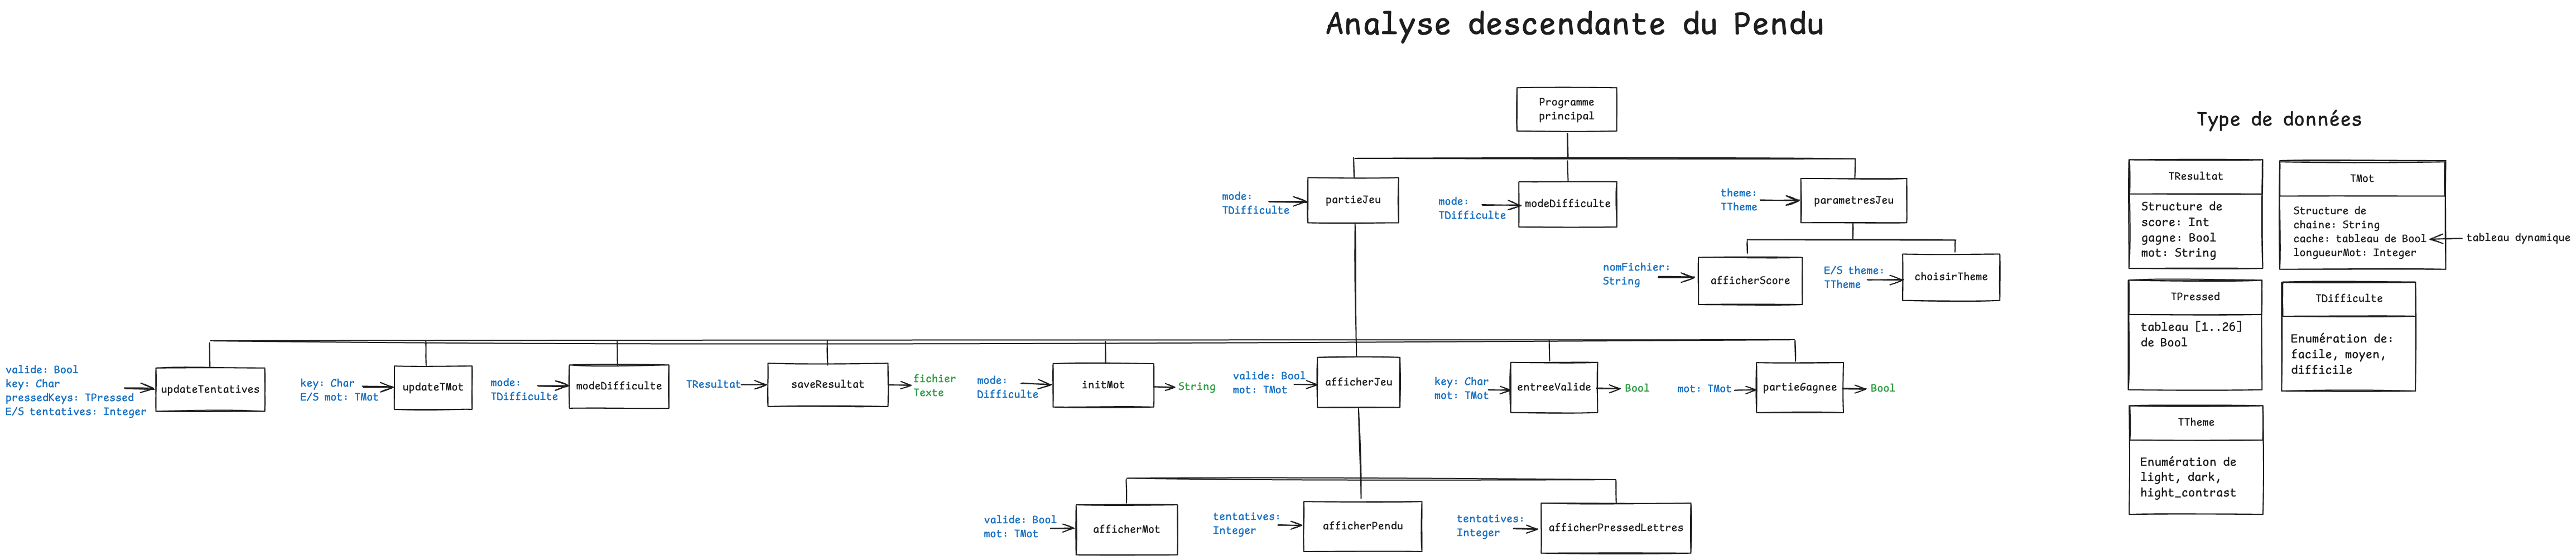 Analyse descendante du Pendu
Programme
principal
Type de données
mode:
TDifficulte
partieJeu
mode:
TDifficulte
modeDifficulte
theme:
TTheme
parametresJeu
nomFichier:
String
afficherScore
E/S theme:
TTheme
choisirTheme
valide: Bool
key: Char
pressedKeys: TPressed
E/S tentatives: Integer
updateTentatives
key: Char
E/S mot: TMot
updateTMot
mode:
TDifficulte
modeDifficulte
TResultat
saveResultat
fichier
Texte
mode:
Difficulte
initMot
String
valide: Bool
mot: TMot
afficherJeu
key: Char
mot: TMot
entreeValide
Bool
mot: TMot
partieGagnee
Bool
valide: Bool
mot: TMot
afficherMot
tentatives:
Integer
afficherPendu
tentatives:
Integer
afficherPressedLettres
TResultat
Structure de
score: Int
gagne: Bool
mot: String
TMot
Structure de
chaine: String
cache: tableau de Bool
longueurMot: Integer
tableau dynamique
TPressed
tableau [1..26]
de Bool
TDifficulte
Enumération de:
facile, moyen,
difficile
TTheme
Enumération de
light, dark,
hight_contrast